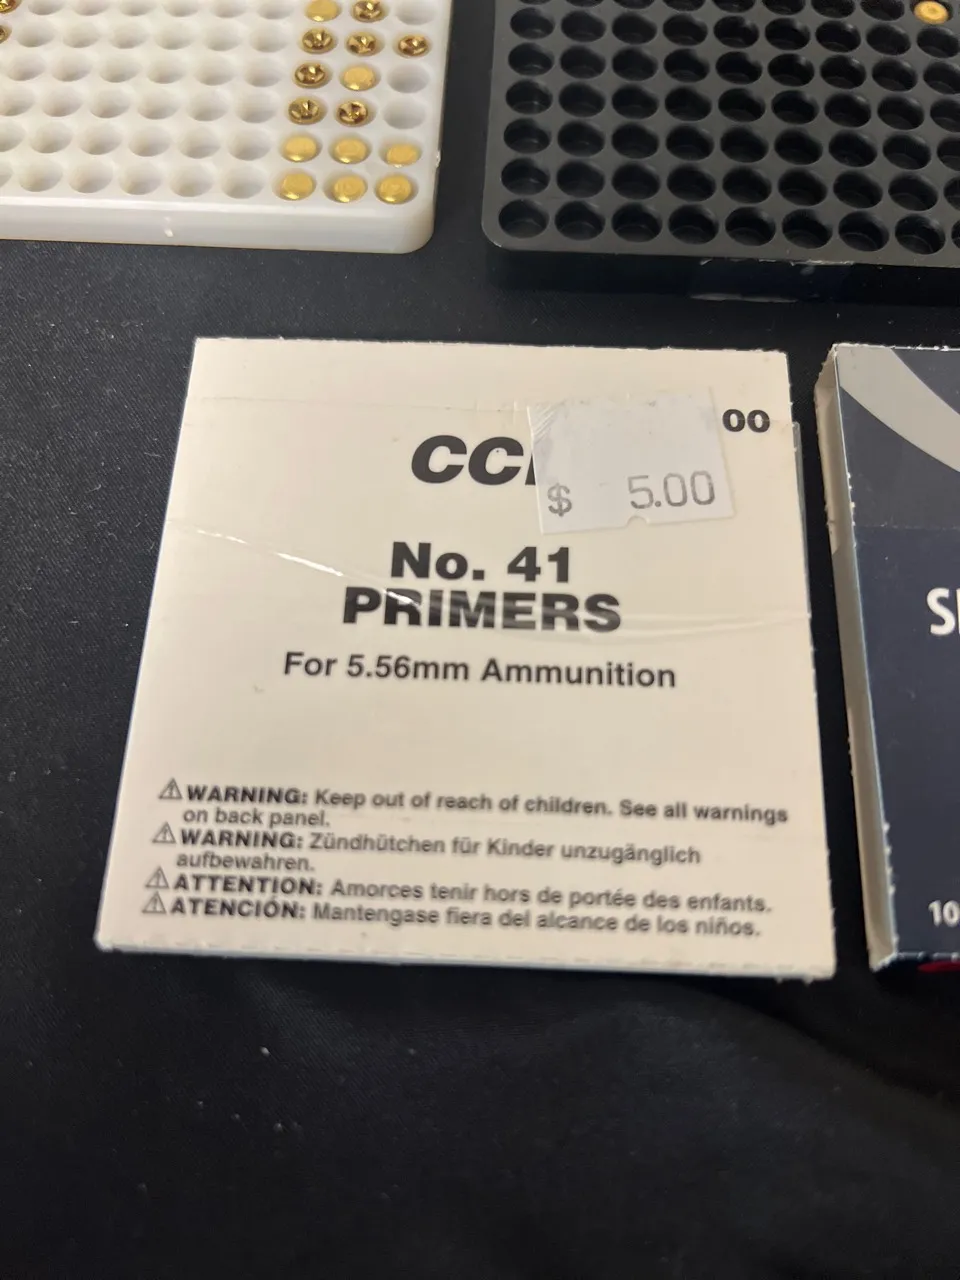 CCI
00
$ 5.00
No. 41
PRIMERS
For 5.56mm Ammunition
⚠WARNING: Keep out of reach of children. See all warnings
on back panel.
⚠WARNING: Zündhütchen für Kinder unzugänglich
aufbewahren.
⚠ATTENTION: Amorces tenir hors de portée des enfants.
⚠ATENCIÓN: Mantengase fiera del alcance de los niños.
10